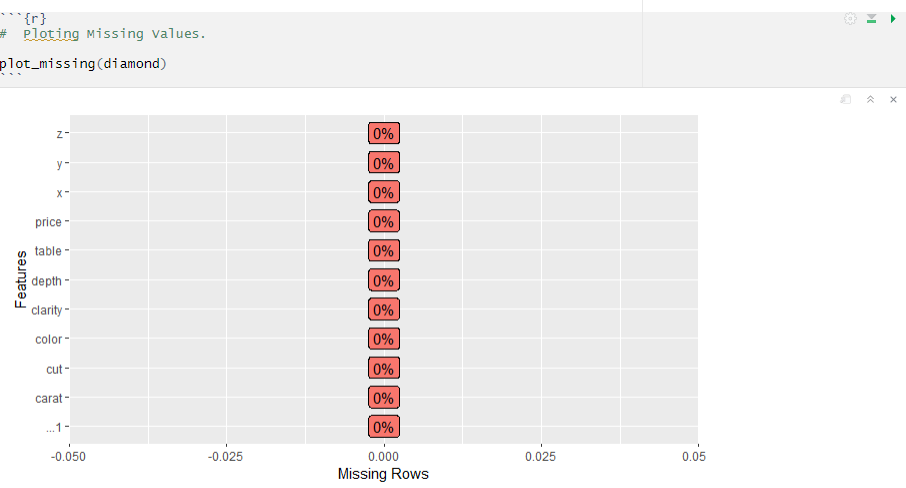 ```{r}
#  Ploting Missing Values.
plot_missing(diamond)
```
z
0%
y
0%
x
0%
price
0%
table
0%
depth
0%
clarity
0%
color
0%
cut
0%
carat
0%
...1
0%
Features
-0.050
-0.025
0.000
0.025
0.05
Missing Rows